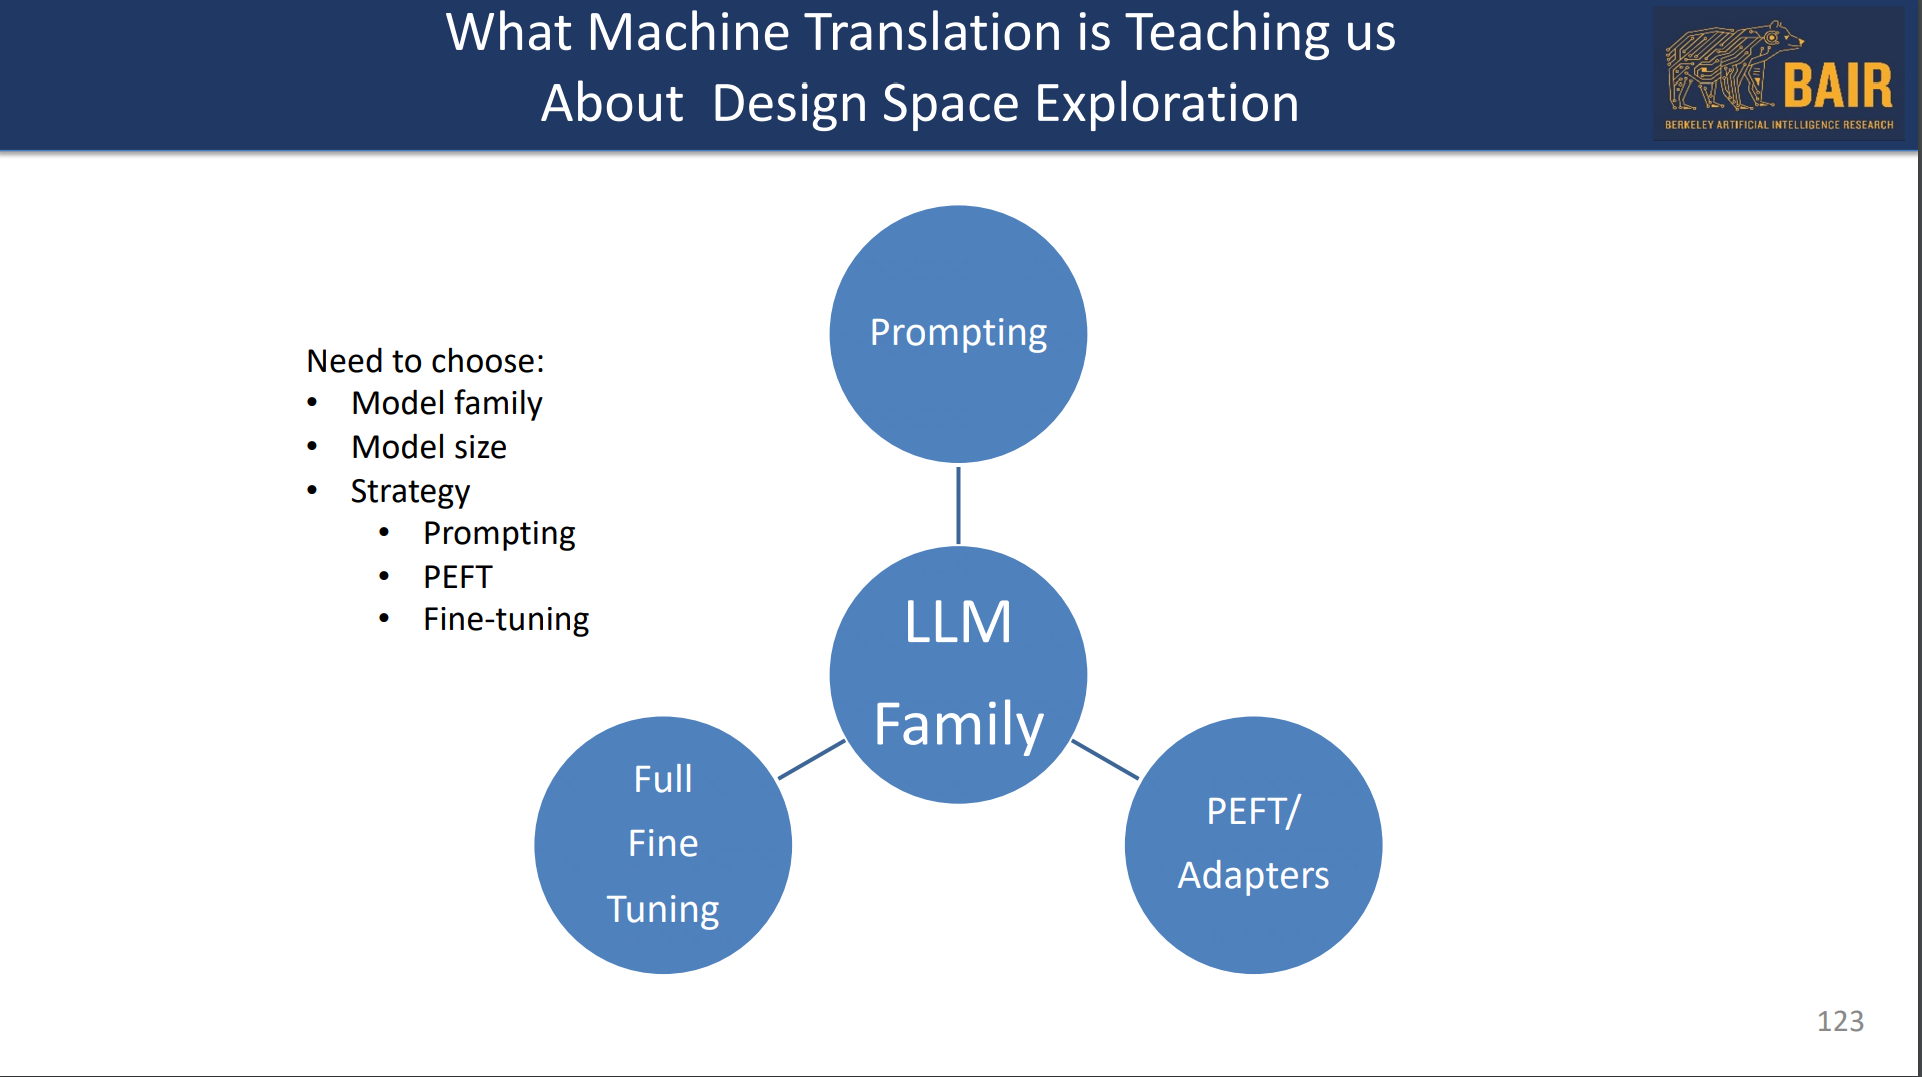 What Machine Translation is Teaching us
About  Design Space Exploration
BAIR
BERKELEY ARTIFICIAL INTELLIGENCE RESEARCH
Need to choose:
• Model family
• Model size
• Strategy
• Prompting
• PEFT
• Fine-tuning
Prompting
LLM
Family
Full
Fine
Tuning
PEFT/
Adapters
123